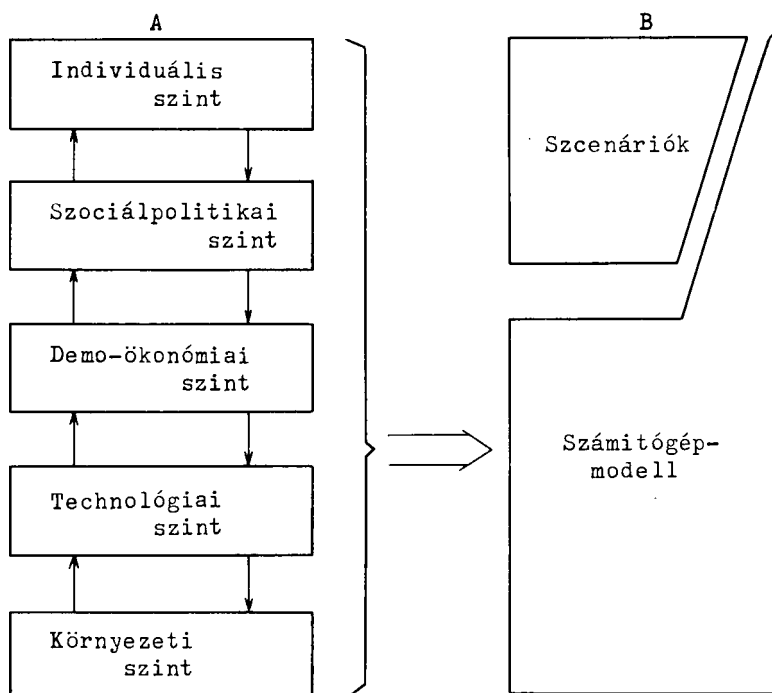 A
Individuális
szint
Szociálpolitikai
szint
Demo-ökonómiai
szint
Technológiai
szint
Környezeti
szint
B
Szcenáriók
Számitógép-
modell